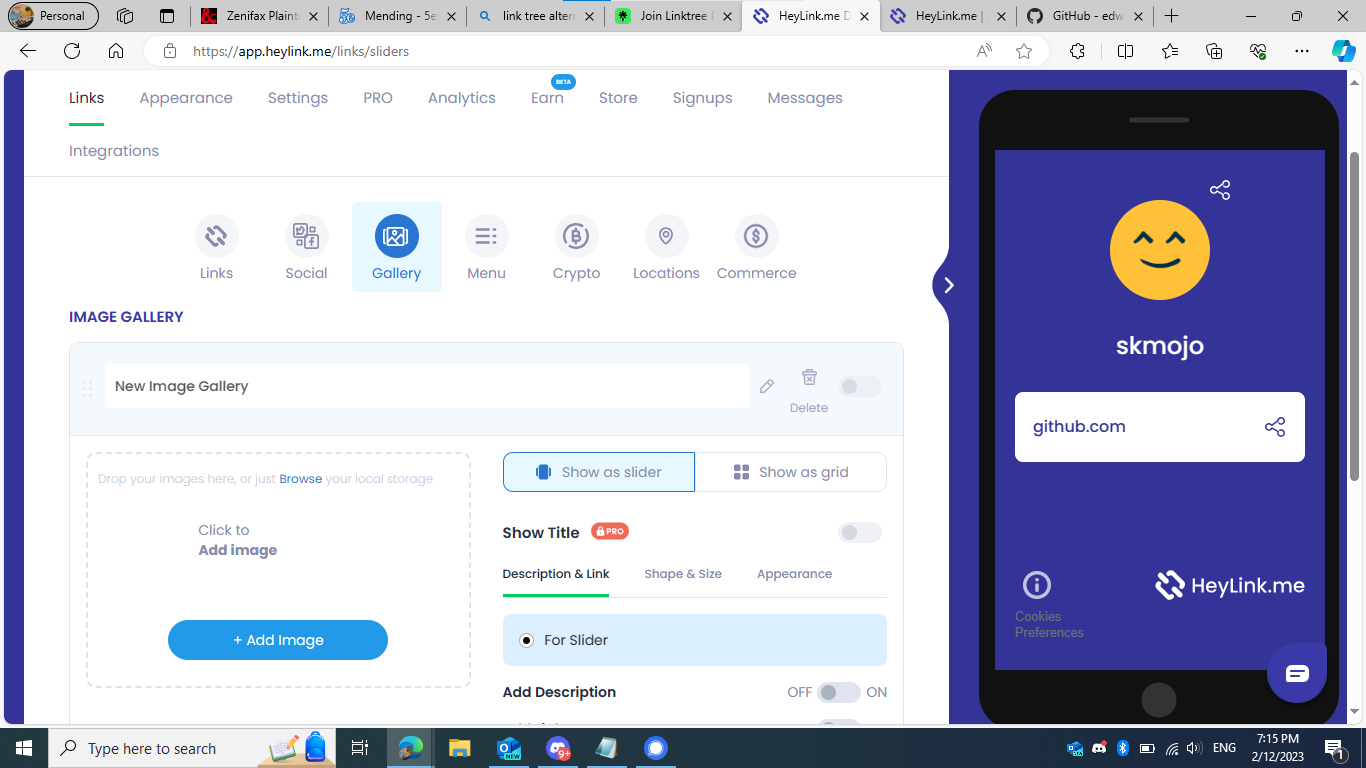 Personal
Zenifax Plaint
Mending - 5e
link tree altern
Join Linktree
HeyLink.me D
HeyLink.me |
GitHub - edw
https://app.heylink.me/links/sliders
Links
Appearance
Settings
PRO
Analytics
Earn
BETA
Store
Signups
Messages
Integrations
Links
Social
Gallery
Menu
Crypto
Locations
Commerce
IMAGE GALLERY
New Image Gallery
Delete
Drop your images here, or just Browse your local storage
Click to
Add image
+ Add Image
Show as slider
Show as grid
Show Title
PRO
Description & Link
Shape & Size
Appearance
For Slider
Add Description
OFF
ON
skmojo
github.com
Cookies
Preferences
HeyLink.me
Type here to search
NEW
9+
ENG
7:15 PM
2/12/2023
1